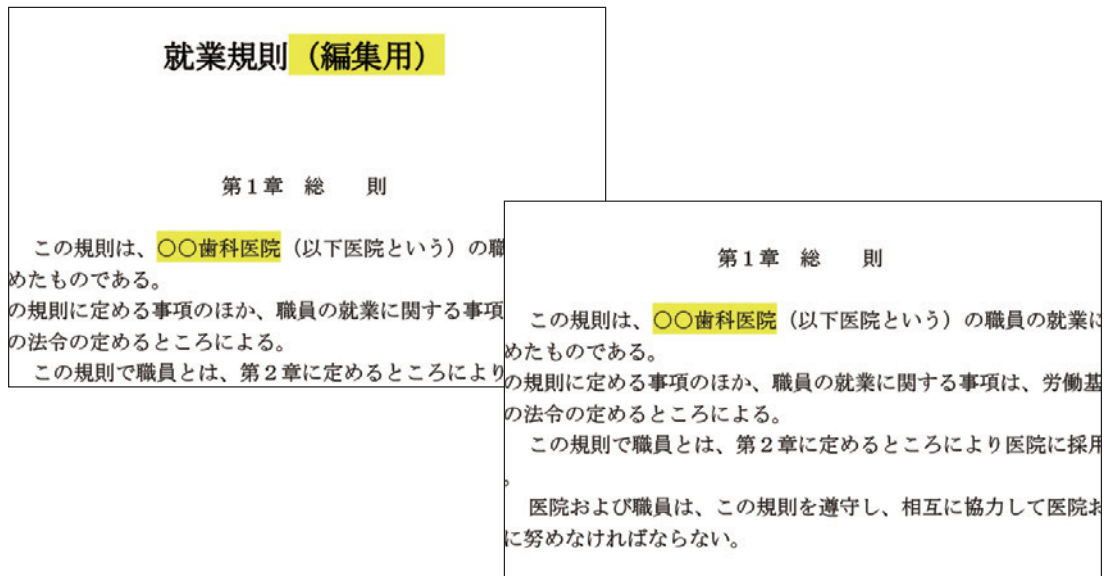 就業規則（編集用）
第1章　総　　則
この規則は、〇〇歯科医院（以下医院という）の職
めたものである。
の規則に定める事項のほか、職員の就業に関する事項
の法令の定めるところによる。
この規則で職員とは、第２章に定めるところにより
第1章　総　　則
この規則は、〇〇歯科医院（以下医院という）の職員の就業に
めたものである。
の規則に定める事項のほか、職員の就業に関する事項は、労働基
の法令の定めるところによる。
この規則で職員とは、第２章に定めるところにより医院に採用
。
医院および職員は、この規則を遵守し、相互に協力して医院お
に努めなければならない。